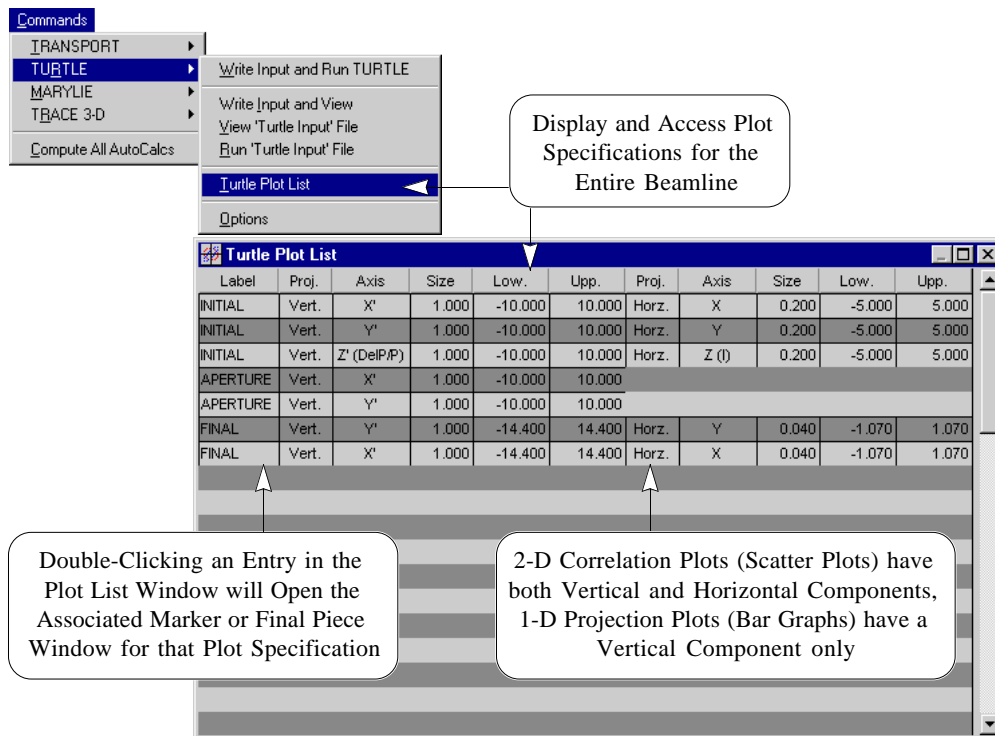 Commands
TRANSPORT
TURTLE
MARYLIE
TRACE 3-D
Compute All AutoCalcs
Write Input and Run TURTLE
Write Input and View
View 'Turtle Input' File
Run 'Turtle Input' File
Turtle Plot List
Options
Display and Access Plot
Specifications for the
Entire Beamline
Turtle Plot List
Label Proj. Axis Size Low. Upp. Proj. Axis Size Low. Upp.
INITIAL Vert. X' 1.000 -10.000 10.000 Horz. X 0.200 -5.000 5.000
INITIAL Vert. Y' 1.000 -10.000 10.000 Horz. Y 0.200 -5.000 5.000
INITIAL Vert. Z' (DelP/P) 1.000 -10.000 10.000 Horz. Z (l) 0.200 -5.000 5.000
APERTURE Vert. X' 1.000 -10.000 10.000
APERTURE Vert. Y' 1.000 -10.000 10.000
FINAL Vert. Y' 1.000 -14.400 14.400 Horz. Y 0.040 -1.070 1.070
FINAL Vert. X' 1.000 -14.400 14.400 Horz. X 0.040 -1.070 1.070
Double-Clicking an Entry in the
Plot List Window will Open the
Associated Marker or Final Piece
Window for that Plot Specification
2-D Correlation Plots (Scatter Plots) have
both Vertical and Horizontal Components,
1-D Projection Plots (Bar Graphs) have a
Vertical Component only